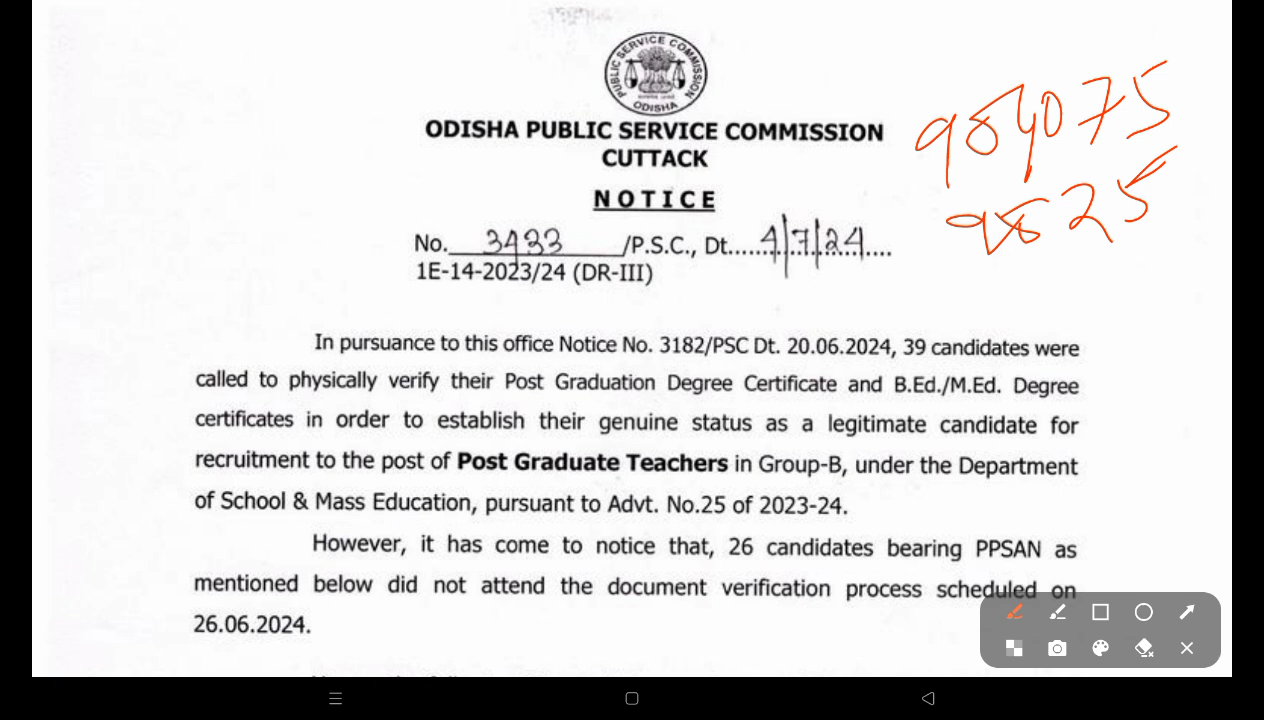 PUBLIC SERVICE COMMISSION
ODISHA
ODISHA PUBLIC SERVICE COMMISSION
CUTTACK
NOTICE
No. 3433 /P.S.C., Dt.....4/7/24....
1E-14-2023/24 (DR-III)
984075
9825
In pursuance to this office Notice No. 3182/PSC Dt. 20.06.2024, 39 candidates were
called to physically verify their Post Graduation Degree Certificate and B.Ed./M.Ed. Degree
certificates in order to establish their genuine status as a legitimate candidate for
recruitment to the post of Post Graduate Teachers in Group-B, under the Department
of School & Mass Education, pursuant to Advt. No.25 of 2023-24.
However, it has come to notice that, 26 candidates bearing PPSAN as
mentioned below did not attend the document verification process scheduled on
26.06.2024.